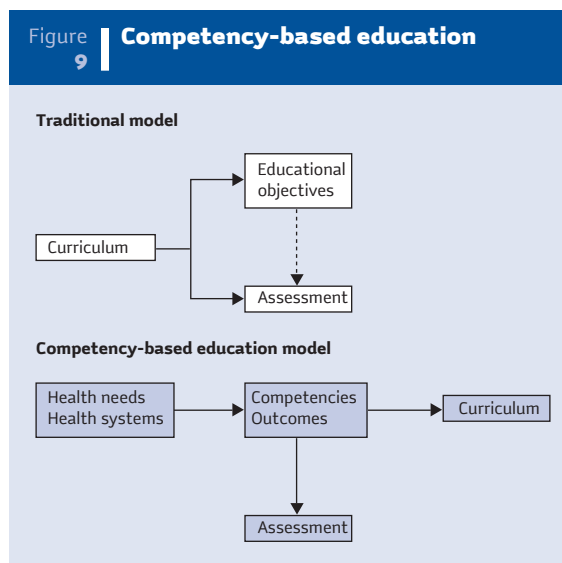 Figure
9
Competency-based education
Traditional model
Educational
objectives
Curriculum
Assessment
Competency-based education model
Health needs
Health systems
Competencies
Outcomes
Curriculum
Assessment